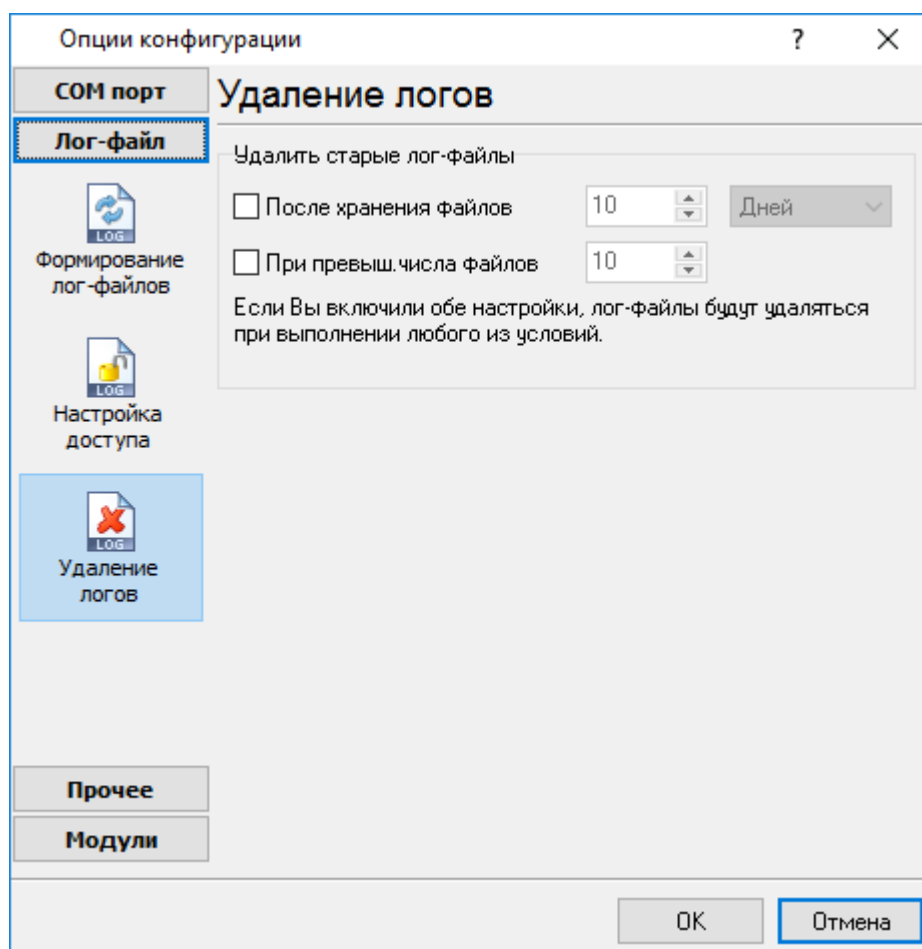 Опции конфигурации
?
COM порт
Лог-файл
LOG
Формирование
лог-файлов
LOG
Настройка
доступа
LOG
Удаление
логов
Прочее
Модули
Удаление логов
Удалить старые лог-файлы
После хранения файлов 10 Дней
При превыш.числа файлов 10
Если Вы включили обе настройки, лог-файлы будут удаляться
при выполнении любого из условий.
OK Отмена